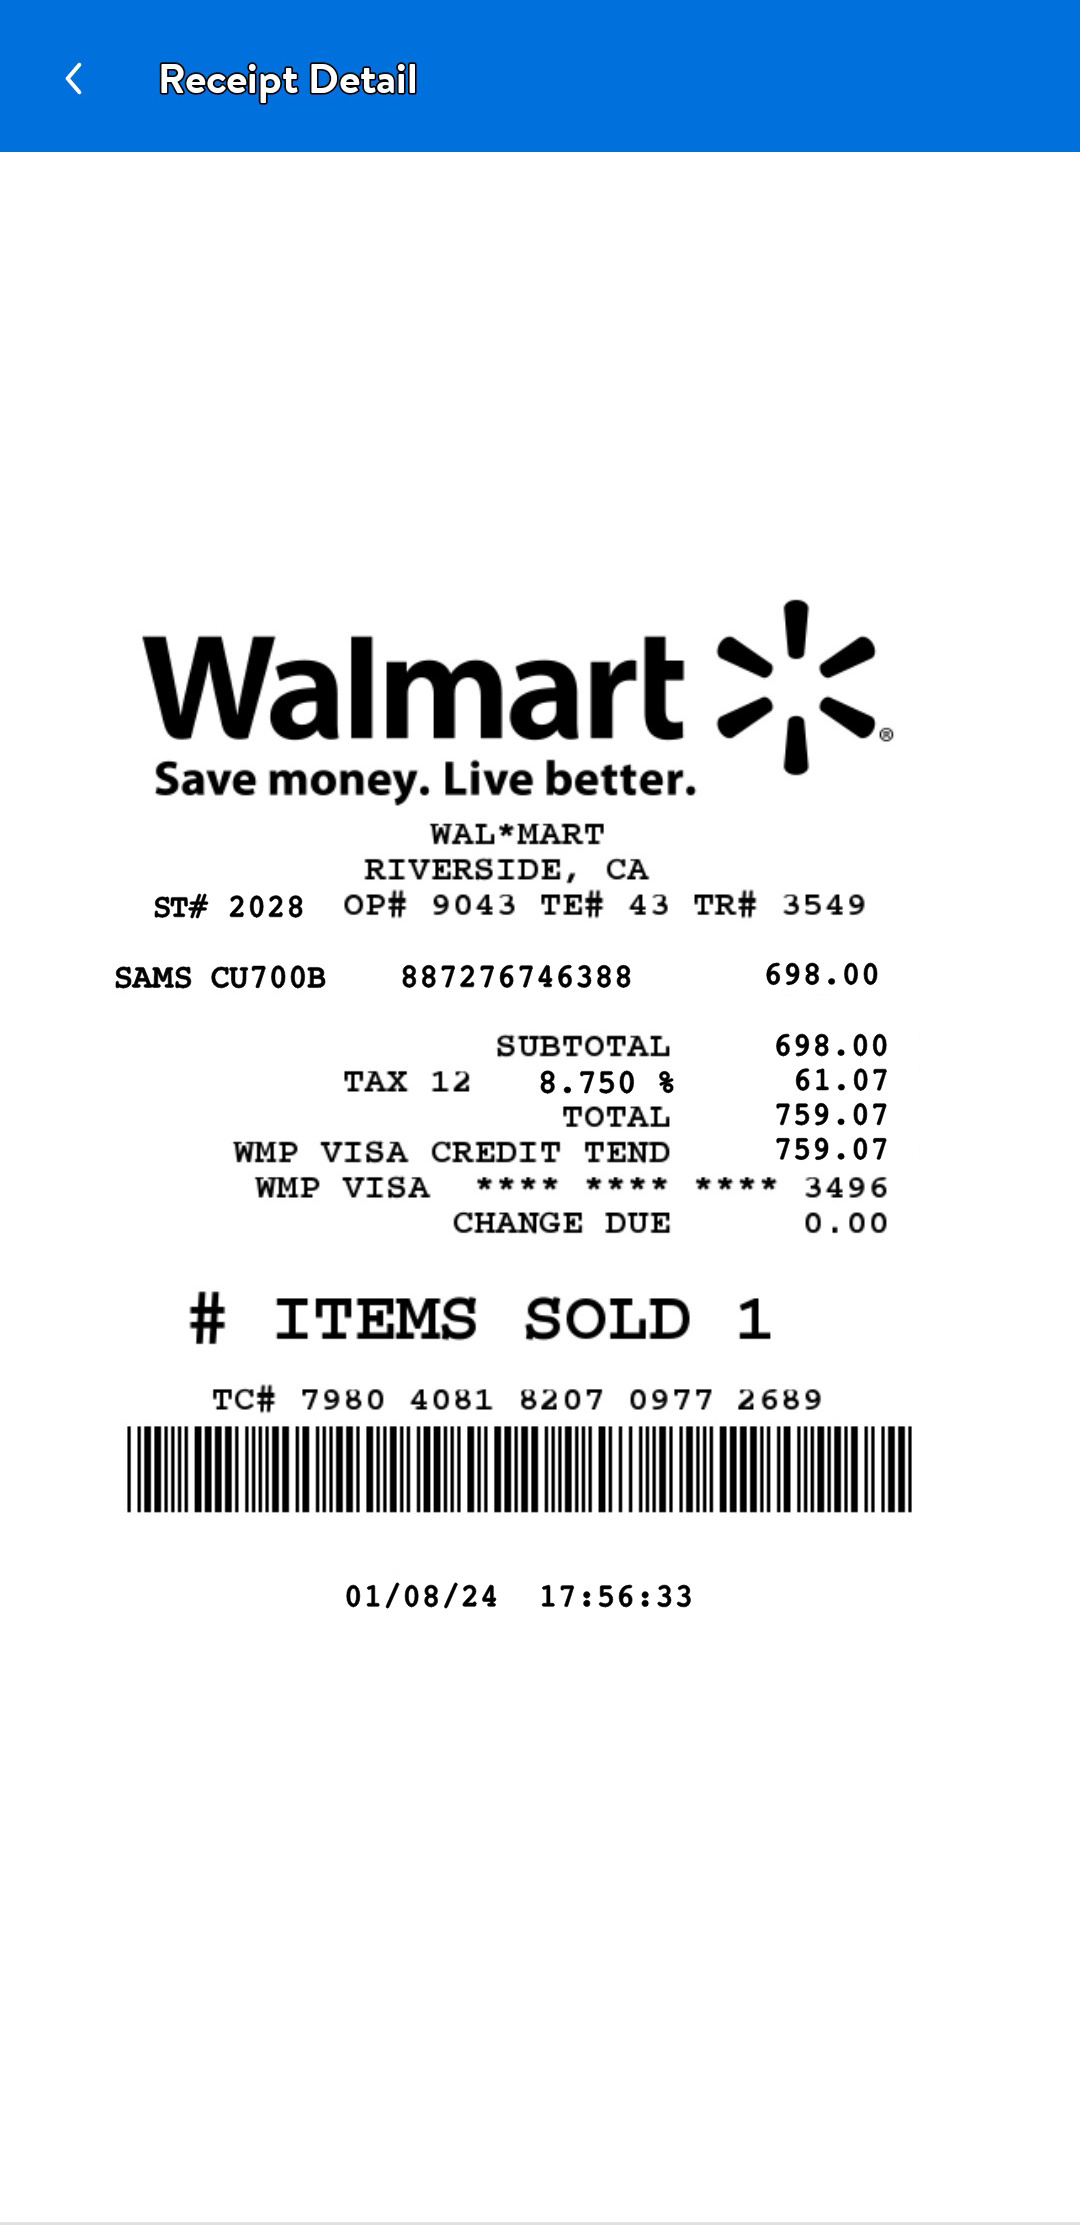 Receipt Detail
Walmart
Save money. Live better.
WAL*MART
RIVERSIDE, CA
ST# 2028 OP# 9043 TE# 43 TR# 3549
SAMS CU700B 887276746388 698.00
SUBTOTAL 698.00
TAX 12 8.750 % 61.07
TOTAL 759.07
WMP VISA CREDIT TEND 759.07
WMP VISA **** **** **** 3496
CHANGE DUE 0.00
# ITEMS SOLD 1
TC# 7980 4081 8207 0977 2689
01/08/24 17:56:33